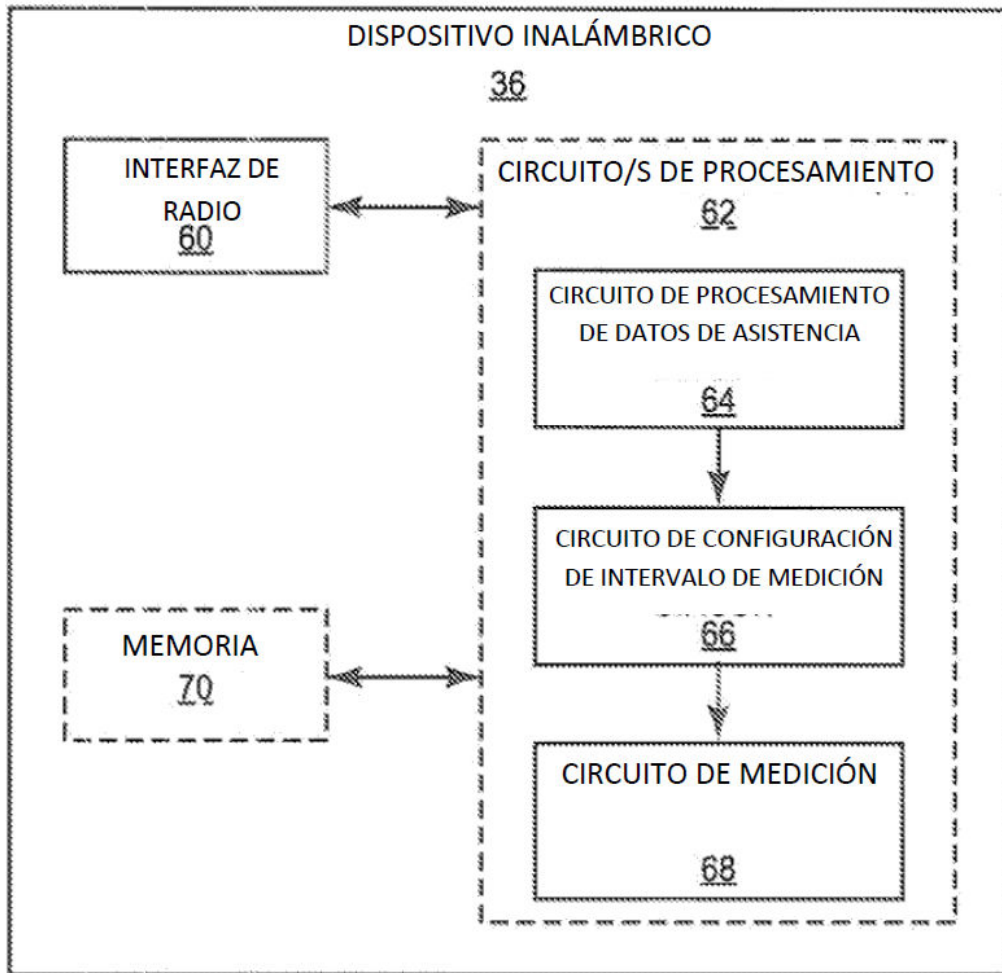 DISPOSITIVO INALÁMBRICO
36
INTERFAZ DE
RADIO
60
CIRCUITO/S DE PROCESAMIENTO
62
CIRCUITO DE PROCESAMIENTO
DE DATOS DE ASISTENCIA
64
CIRCUITO DE CONFIGURACIÓN
DE INTERVALO DE MEDICIÓN
66
MEMORIA
70
CIRCUITO DE MEDICIÓN
68